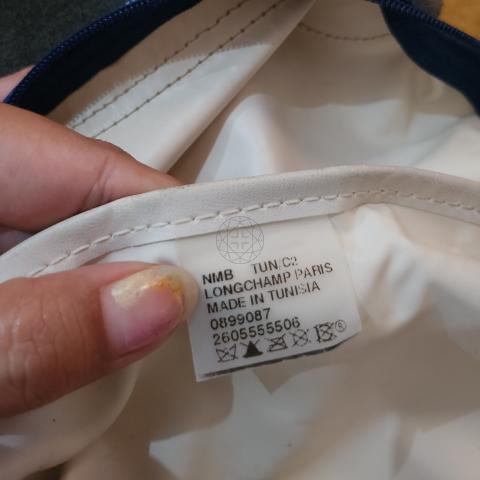 NMB TUN/C2
LONGCHAMP PARIS
MADE IN TUNISIA
0899087
2605555506